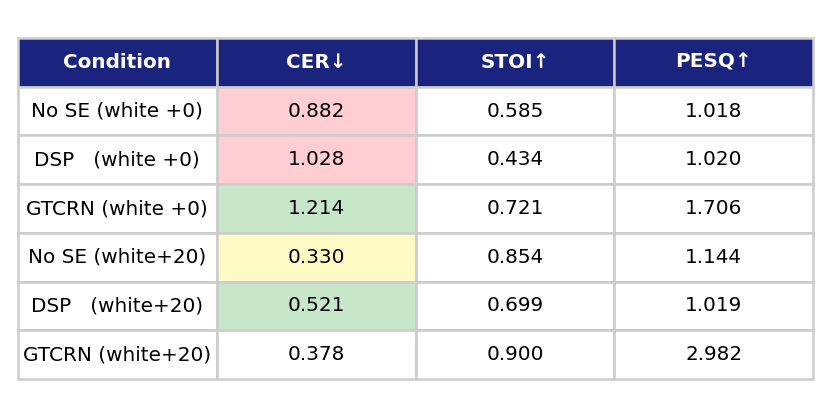 Condition CER↓ STOI↑ PESQ↑
No SE (white +0) 0.882 0.585 1.018
DSP (white +0) 1.028 0.434 1.020
GTCRN (white +0) 1.214 0.721 1.706
No SE (white+20) 0.330 0.854 1.144
DSP (white+20) 0.521 0.699 1.019
GTCRN (white+20) 0.378 0.900 2.982